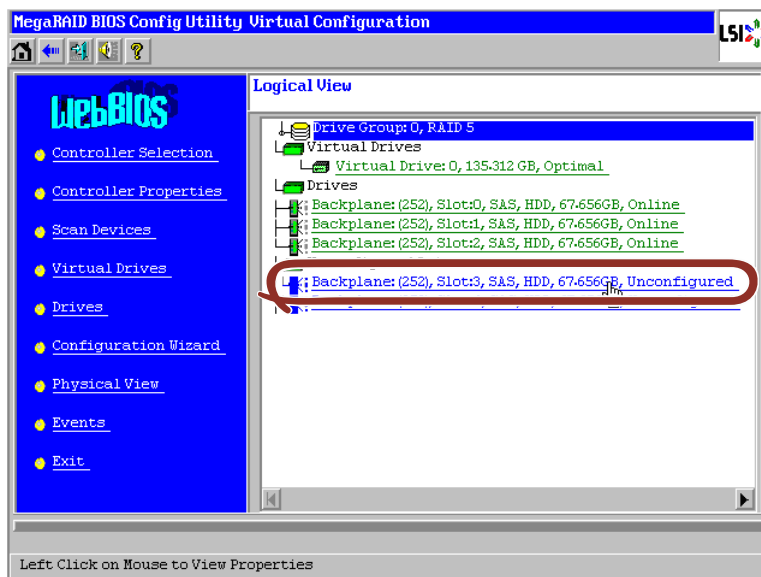 MegaRAID BIOS Config Utility Virtual Configuration
LSI
WebBIOS
Logical View
Controller Selection
Controller Properties
Scan Devices
Virtual Drives
Drives
Configuration Wizard
Physical View
Events
Exit
Drive Group: 0, RAID 5
Virtual Drives
Virtual Drive: 0, 135.312 GB, Optimal
Drives
Backplane: (252), Slot:0, SAS, HDD, 67.656GB, Online
Backplane: (252), Slot:1, SAS, HDD, 67.656GB, Online
Backplane: (252), Slot:2, SAS, HDD, 67.656GB, Online
Backplane: (252), Slot:3, SAS, HDD, 67.656GB, Unconfigured
Left Click on Mouse to View Properties